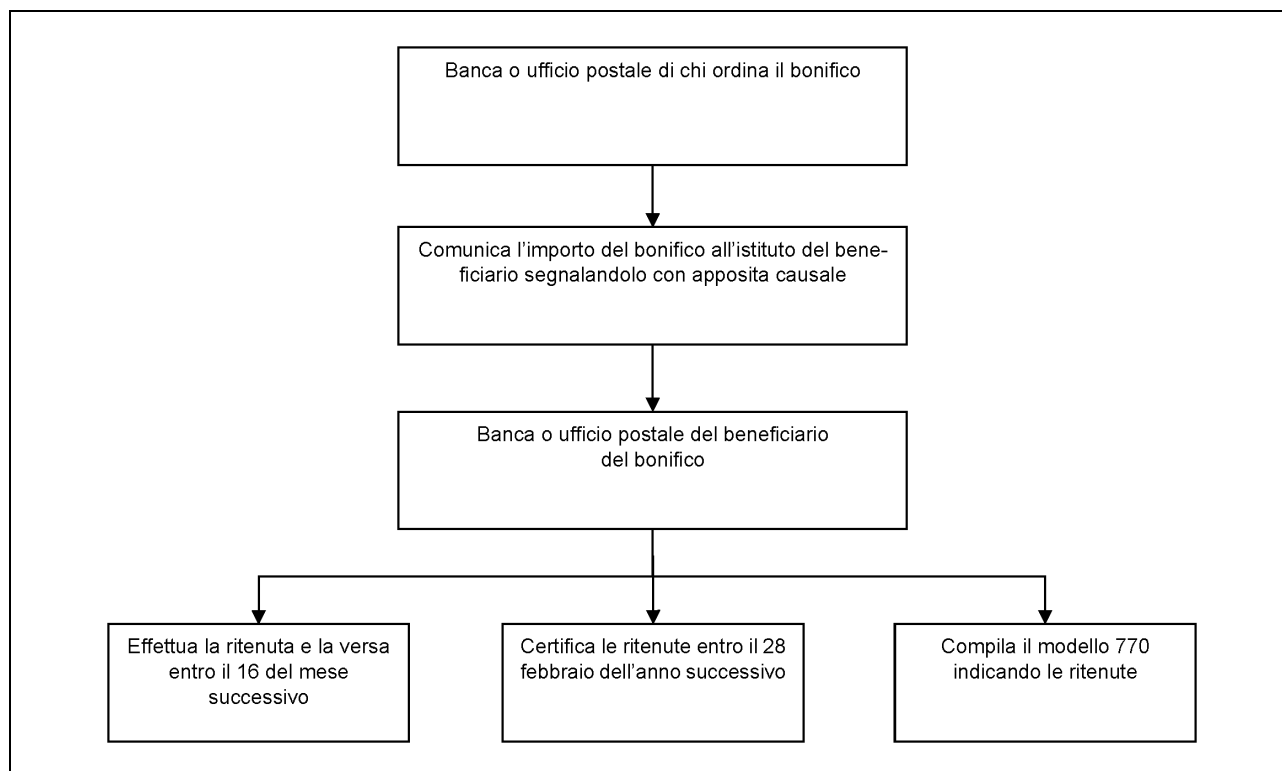 Banca o ufficio postale di chi ordina il bonifico
Comunica l'importo del bonifico all'istituto del bene-
ficiario segnalandolo con apposita causale
Banca o ufficio postale del beneficiario
del bonifico
Effettua la ritenuta e la versa
entro il 16 del mese
successivo
Certifica le ritenute entro il 28
febbraio dell'anno successivo
Compila il modello 770
indicando le ritenute